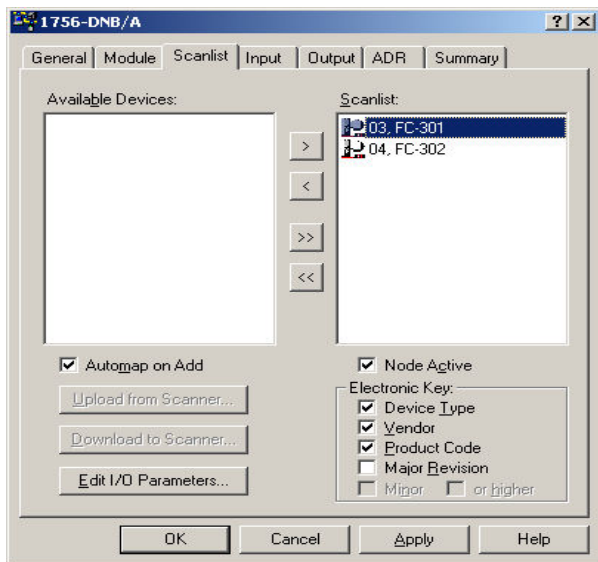 1756-DNB/A
General Module Scanlist Input Output ADR Summary
Available Devices:
Scanlist:
03, FC-301
04, FC-302
>
<
>>
<<
Automap on Add
Upload from Scanner...
Download to Scanner...
Edit I/O Parameters...
Node Active
Electronic Key:
Device Type
Vendor
Product Code
Major Revision
Minor or higher
OK Cancel Apply Help